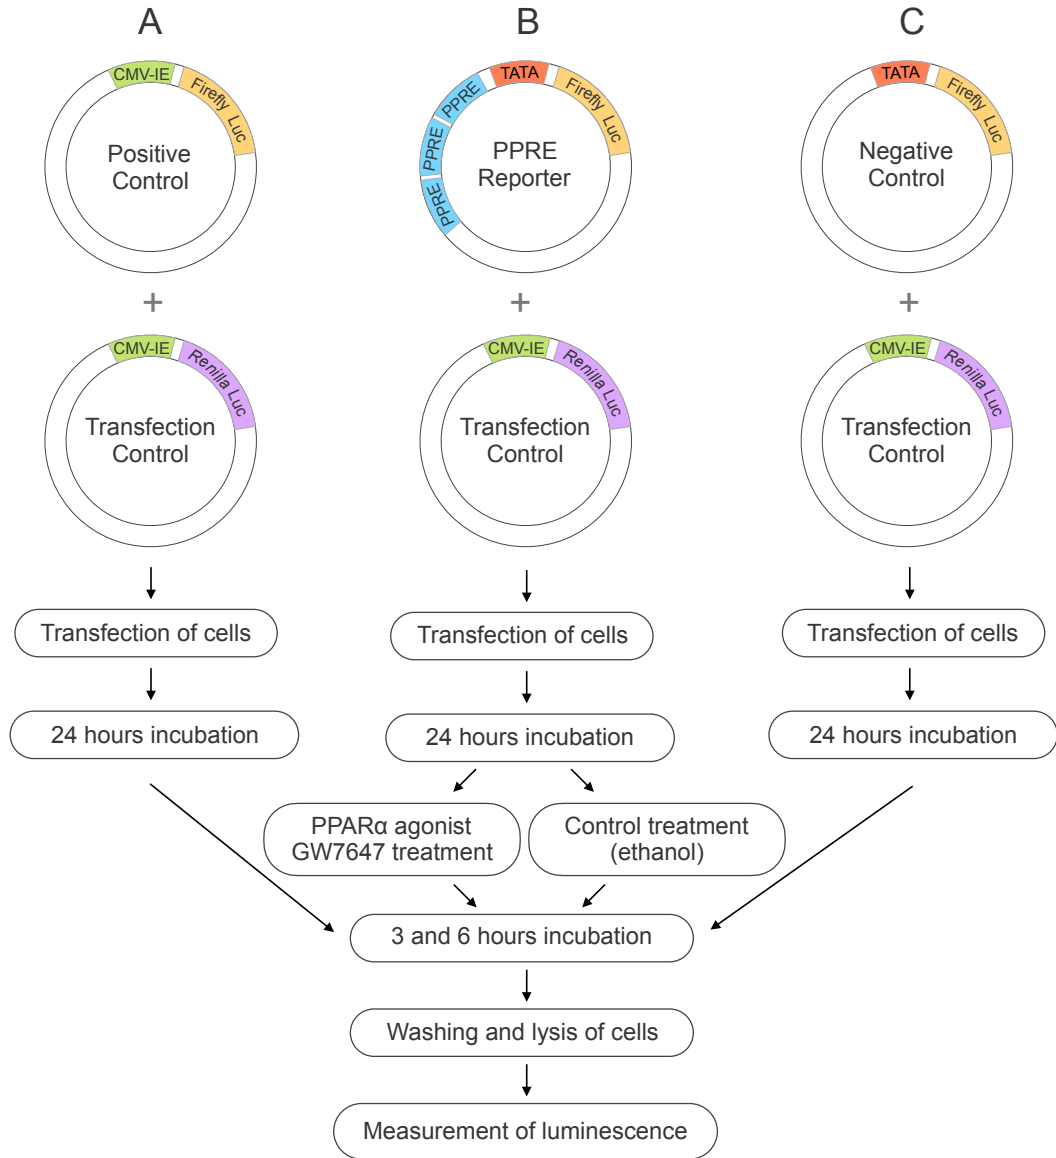 A
B
C
CMV-IE
Firefly Luc
Positive
Control
PPRE
PPRE
PPRE
TATA
Firefly Luc
PPRE
Reporter
TATA
Firefly Luc
Negative
Control
+
+
+
CMV-IE
Renilla Luc
Transfection
Control
CMV-IE
Renilla Luc
Transfection
Control
CMV-IE
Renilla Luc
Transfection
Control
Transfection of cells
Transfection of cells
Transfection of cells
24 hours incubation
24 hours incubation
24 hours incubation
PPARα agonist
GW7647 treatment
Control treatment
(ethanol)
3 and 6 hours incubation
Washing and lysis of cells
Measurement of luminescence